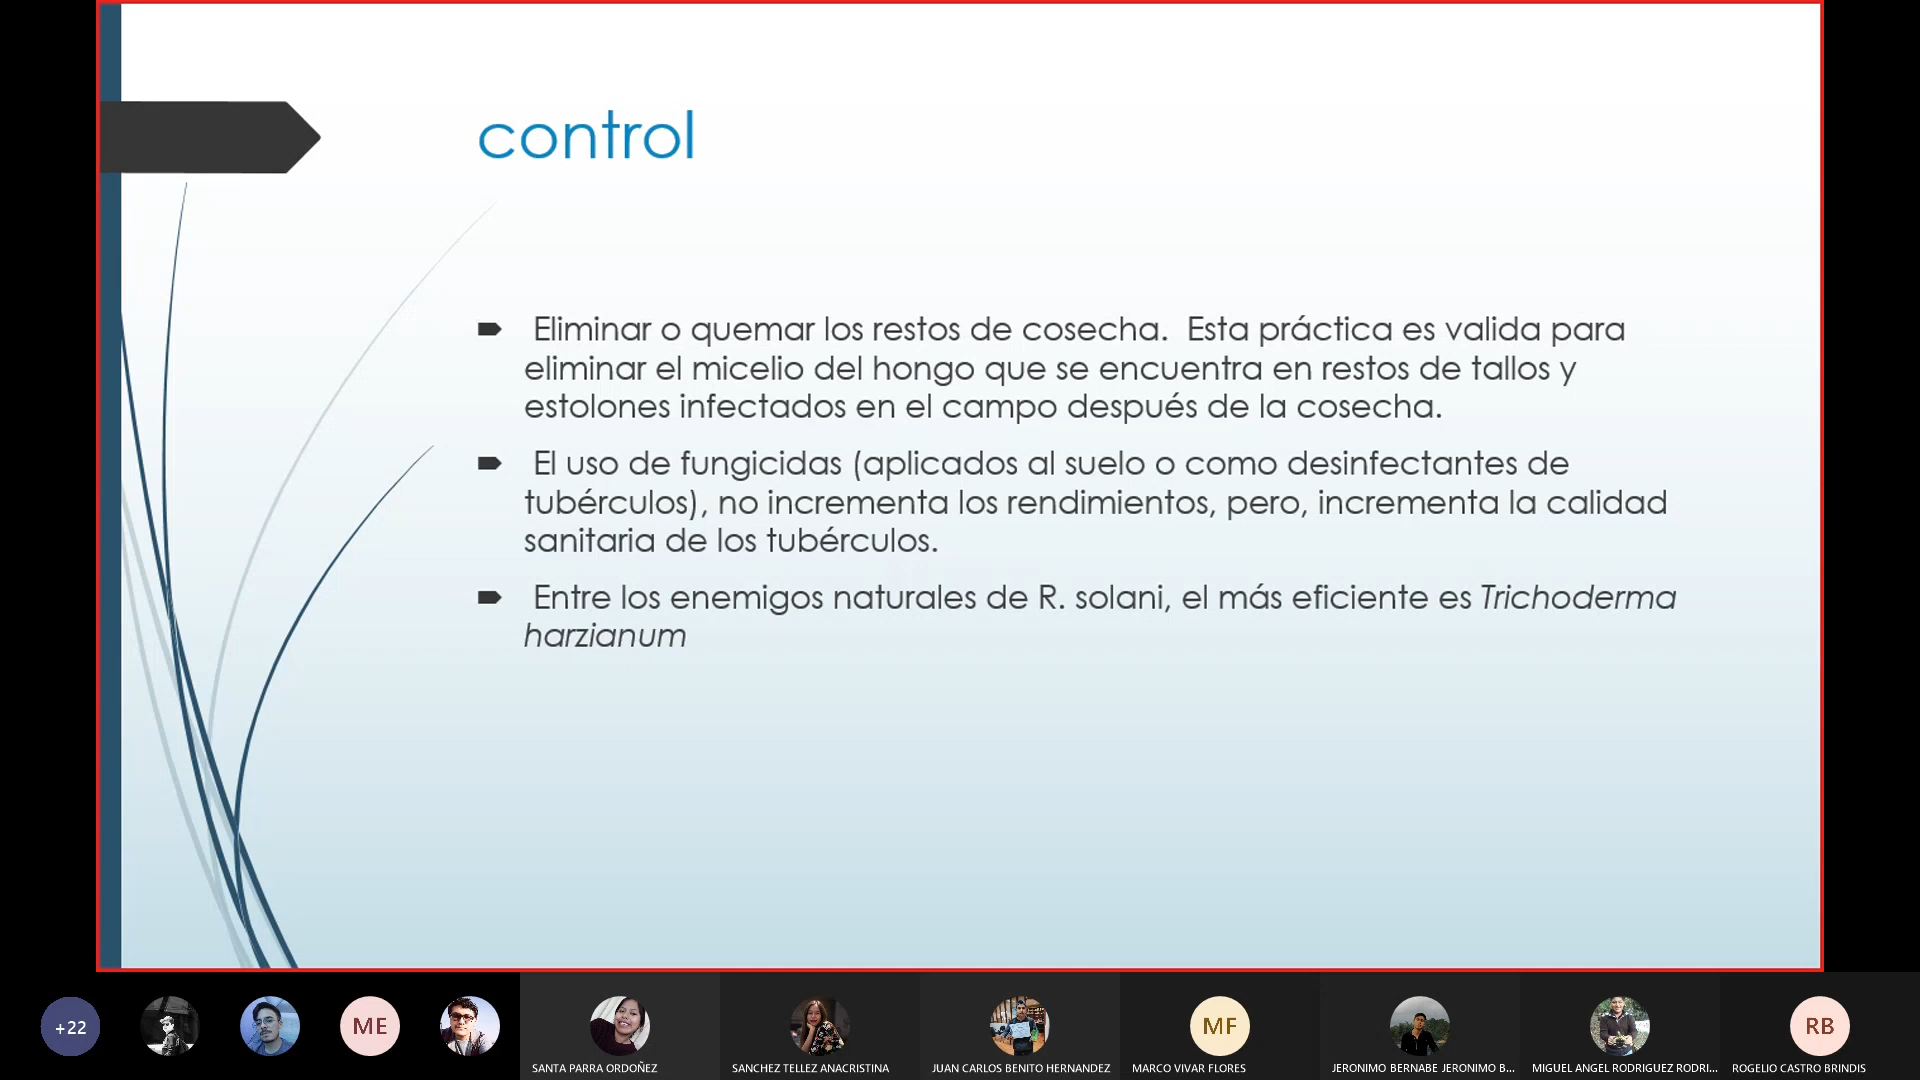 control
Eliminar o quemar los restos de cosecha.  Esta práctica es valida para
eliminar el micelio del hongo que se encuentra en restos de tallos y
estolones infectados en el campo después de la cosecha.
El uso de fungicidas (aplicados al suelo o como desinfectantes de
tubérculos), no incrementa los rendimientos, pero, incrementa la calidad
sanitaria de los tubérculos.
Entre los enemigos naturales de R. solani, el más eficiente es Trichoderma
harzianum
+22
ME
MF
RB
SANTA PARRA ORDOÑEZ
SANCHEZ TELLEZ ANACRISTINA
JUAN CARLOS BENITO HERNANDEZ
MARCO VIVAR FLORES
JERONIMO BERNABE JERONIMO B...
MIGUEL ANGEL RODRIGUEZ RODRI...
ROGELIO CASTRO BRINDIS